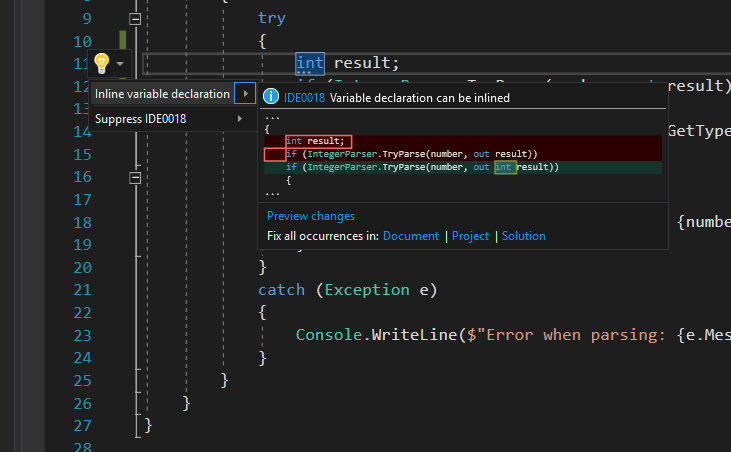 8 {
9 try
10 {
11 int result;
12 result)
Inline variable declaration
Suppress IDE0018
IDE0018 Variable declaration can be inlined
...
{
int result;
if (IntegerParser.TryParse(number, out result))
if (IntegerParser.TryParse(number, out int result))
{
...
Preview changes
Fix all occurrences in: Document | Project | Solution
13
14 GetType
15
16
17
18 {numbe
19
20 }
21 catch (Exception e)
22 {
23 Console.WriteLine($"Error when parsing: {e.Mes
24 }
25 }
26 }
27 }
28